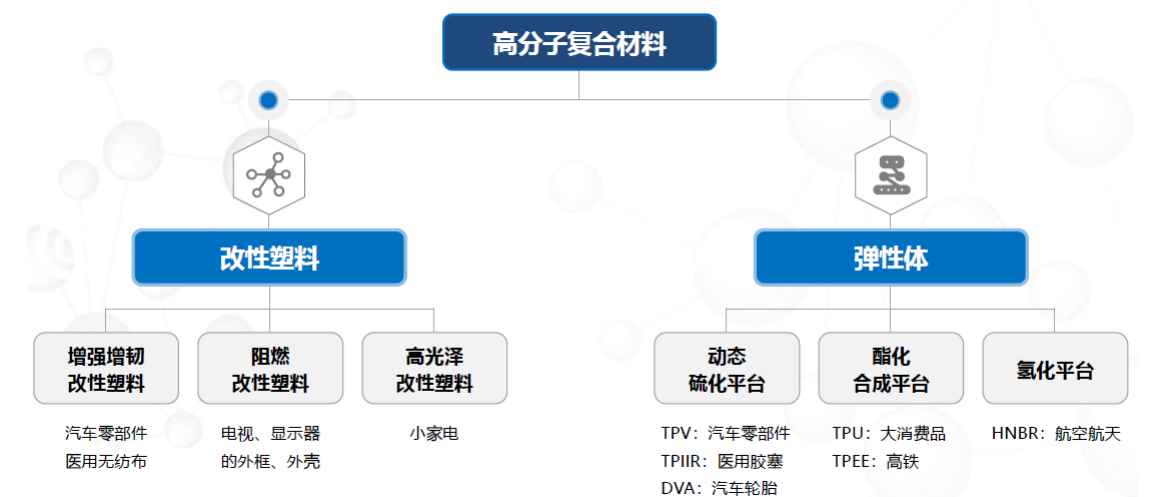 高分子复合材料
改性塑料
弹性体
增强增韧
改性塑料
阻燃
改性塑料
高光泽
改性塑料
动态
硫化平台
酯化
合成平台
氢化平台
汽车零部件
医用无纺布
电视、显示器
的外框、外壳
小家电
TPV：汽车零部件
TPIIR：医用胶塞
DVA：汽车轮胎
TPU：大消费品
TPEE：高铁
HNBR：航空航天